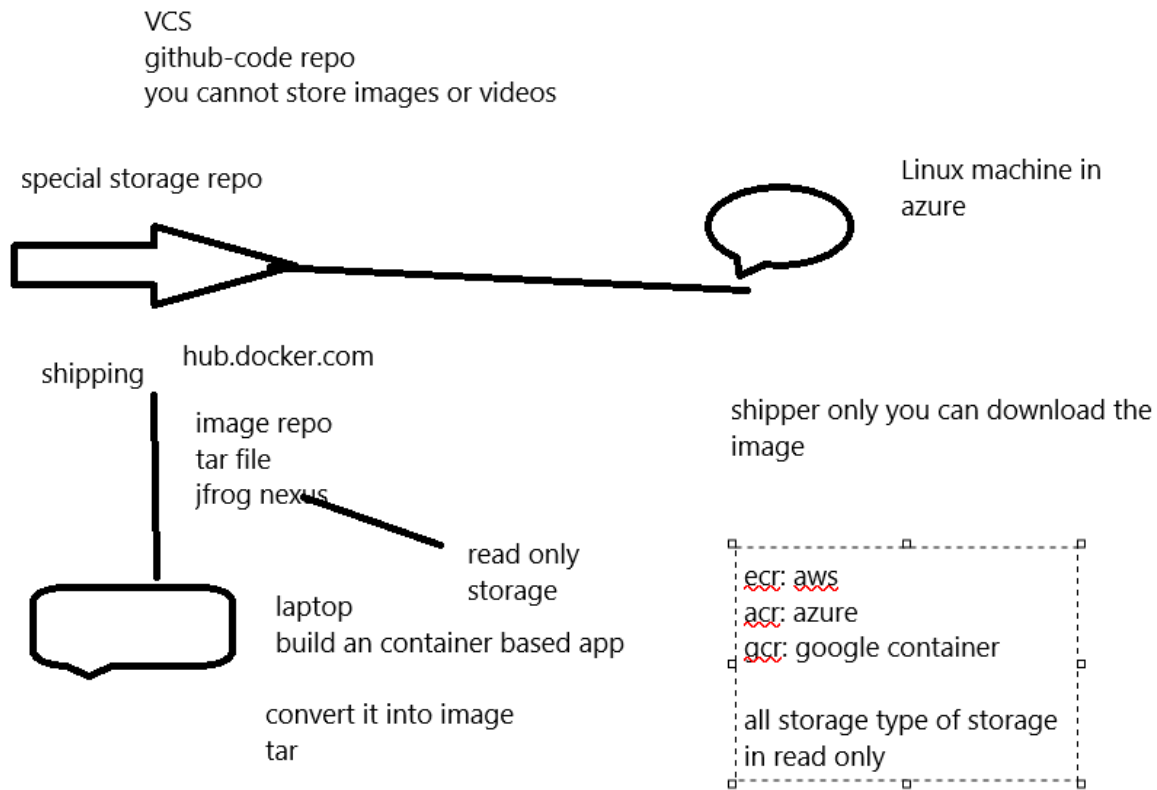 VCS
github-code repo
you cannot store images or videos
special storage repo
Linux machine in
azure
hub.docker.com
shipping
image repo
tar file
jfrog nexus
shipper only you can download the
image
read only
storage
laptop
build an container based app
convert it into image
tar
ecr: aws
acr: azure
gcr: google container
all storage type of storage
in read only